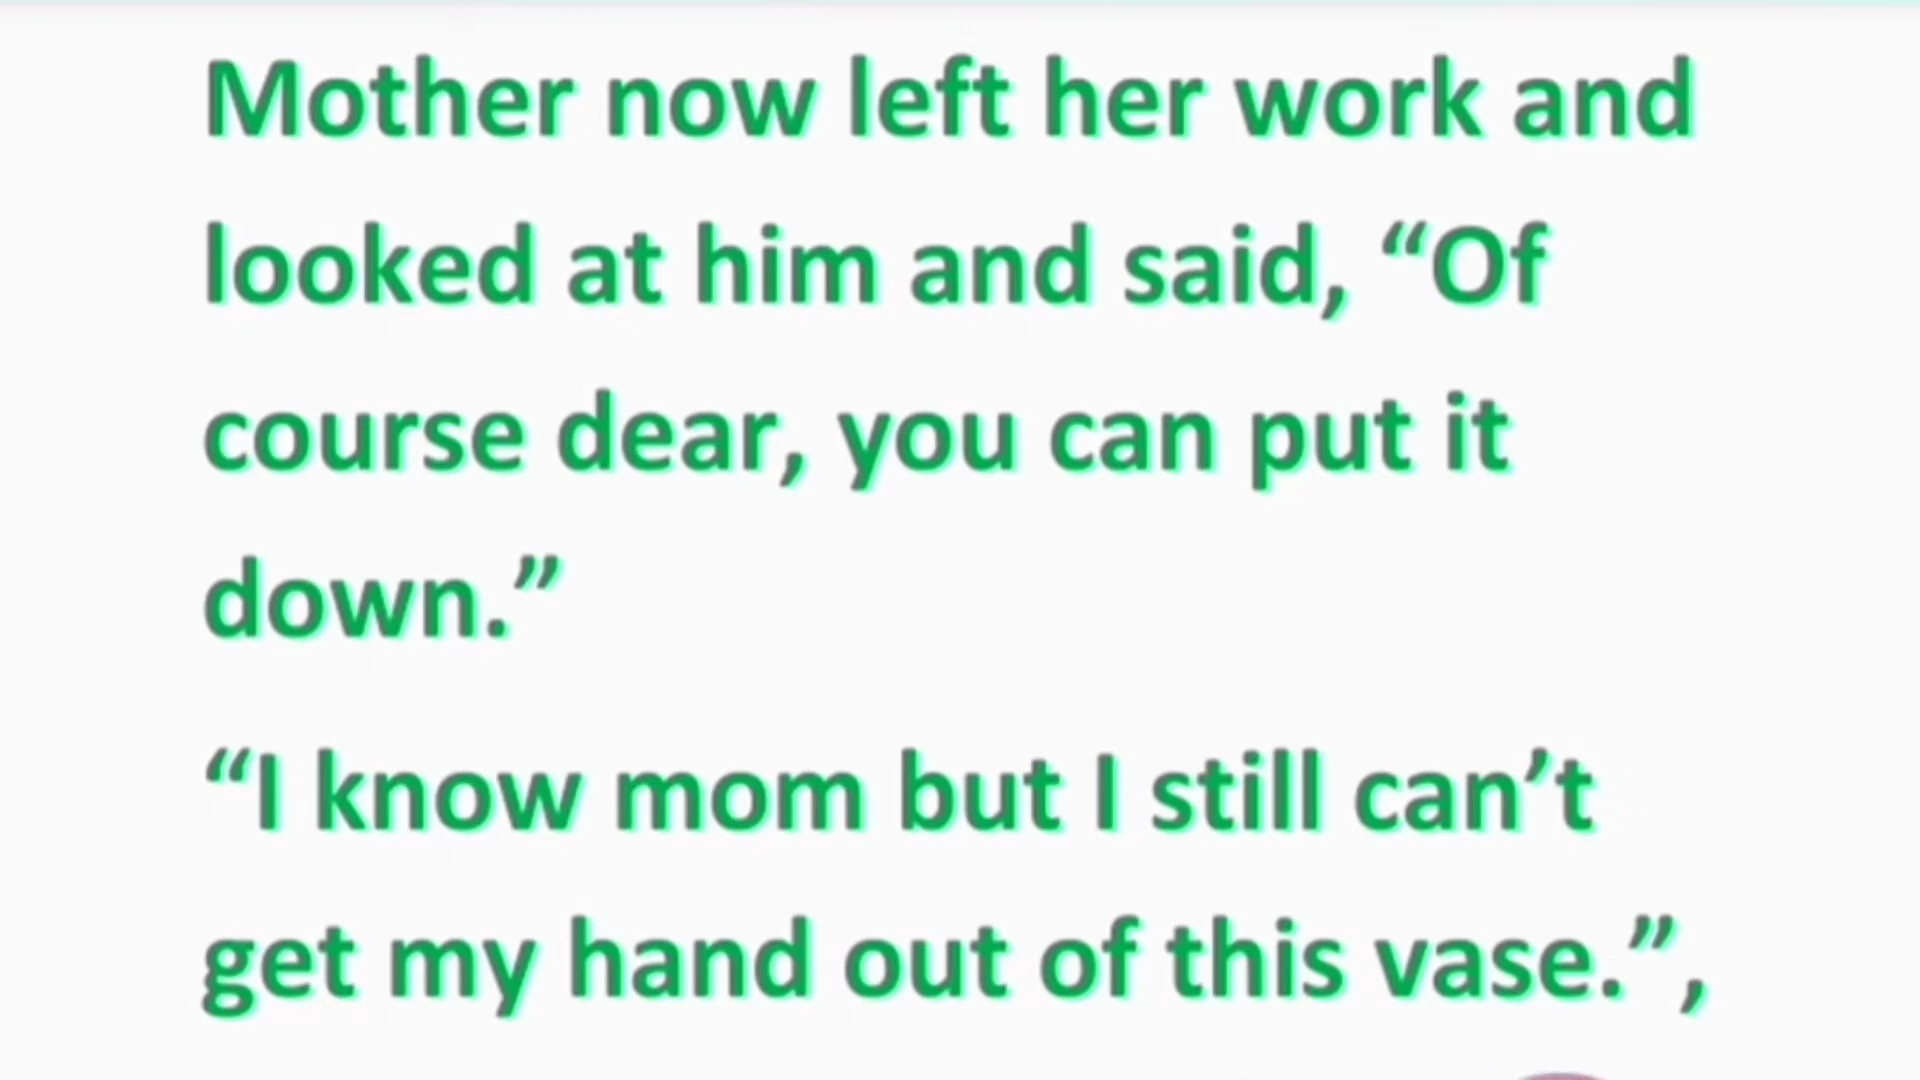 Mother now left her work and
looked at him and said, “Of
course dear, you can put it
down.”
“I know mom but I still can’t
get my hand out of this vase.”,